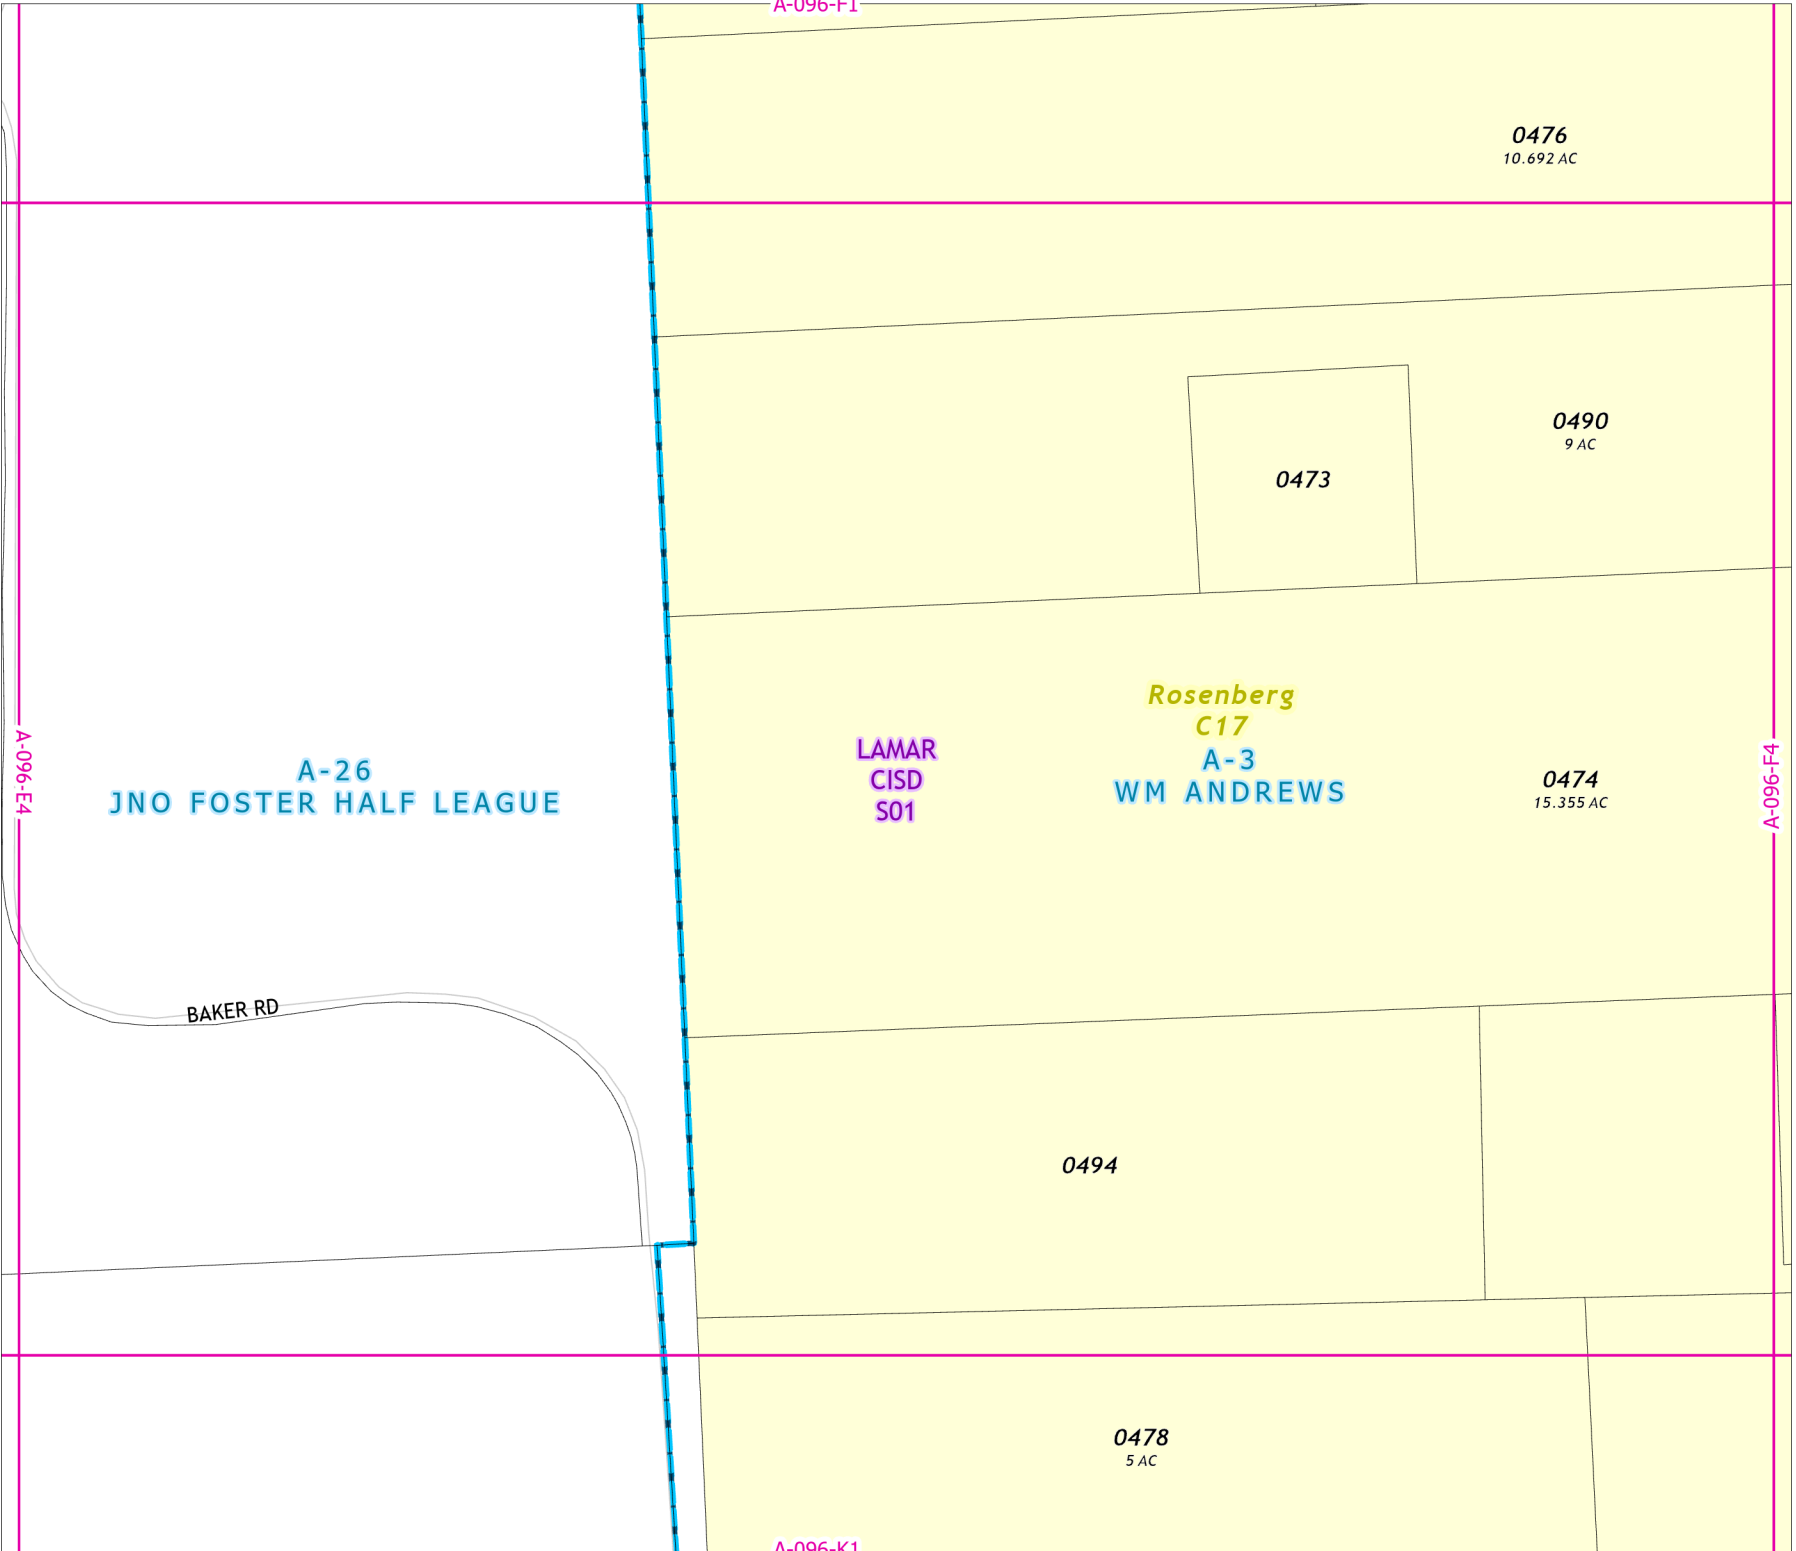 A-096-F1
0476
10.692 AC
0490
9 AC
0473
Rosenberg
C17
A-3
WM ANDREWS
LAMAR
CISD
S01
A-26
JNO FOSTER HALF LEAGUE
0474
15.355 AC
A-096-E4
A-096-F4
BAKER RD
0494
0478
5 AC
A-096-K1